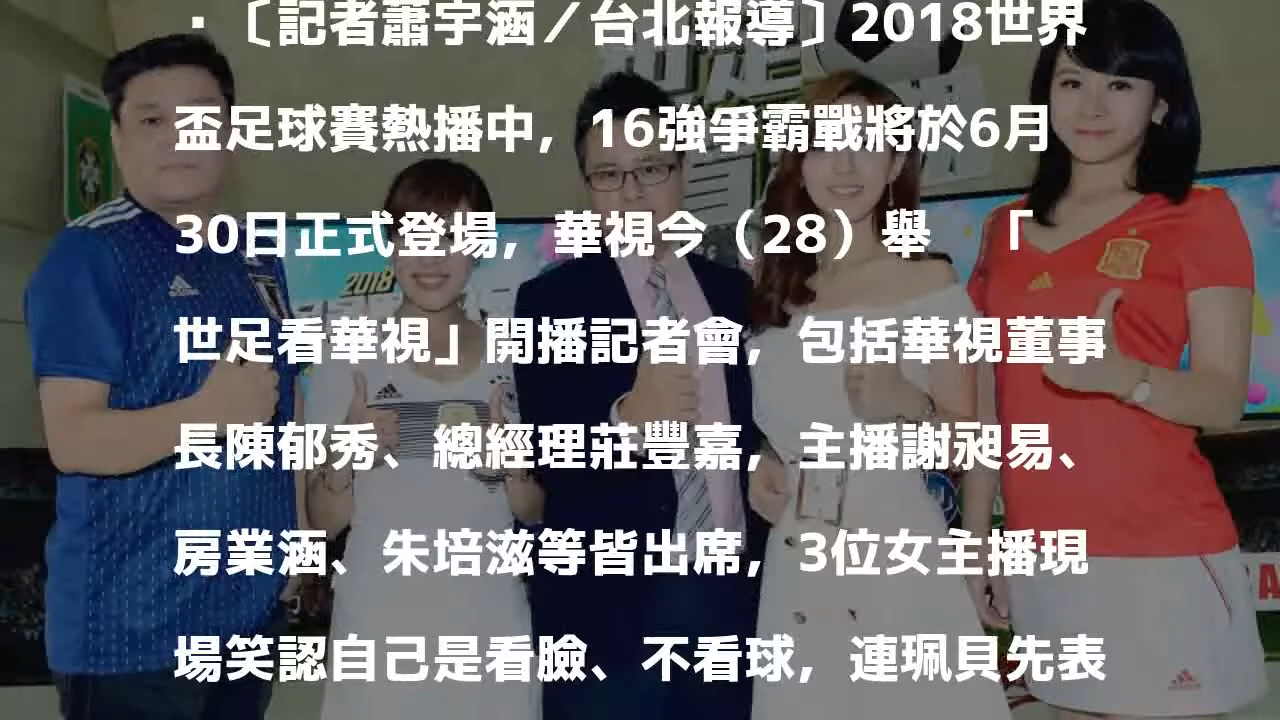 ·〔記者蕭宇涵／台北報導〕2018世界
盃足球賽熱播中，16強爭霸戰將於6月
30日正式登場，華視今（28）舉　「
世足看華視」開播記者會，包括華視董事
長陳郁秀、總經理莊豐嘉，主播謝昶易、
房業涵、朱培滋等皆出席，3位女主播現
場笑認自己是看臉、不看球，連珮貝先表
2018
adidas
adidas